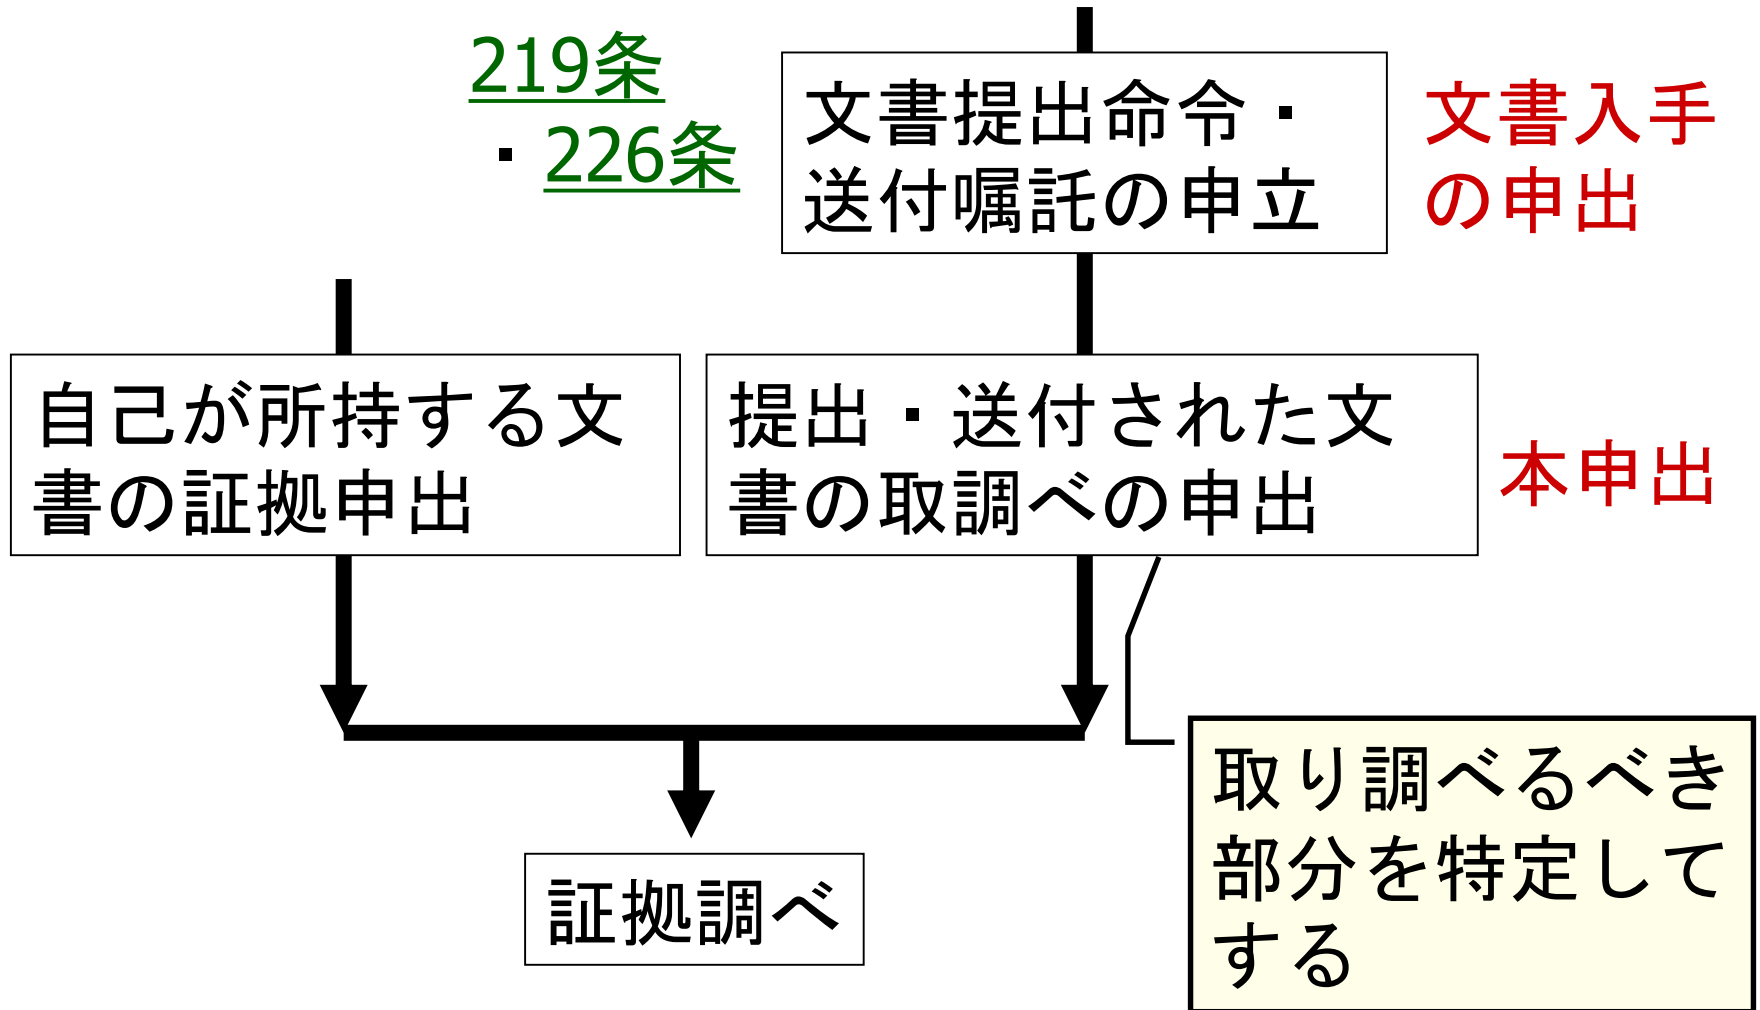 219条
・226条
文書提出命令・
送付嘱託の申立
文書入手
の申出
自己が所持する文
書の証拠申出
提出・送付された文
書の取調べの申出
本申出
取り調べるべき
部分を特定して
する
証拠調べ